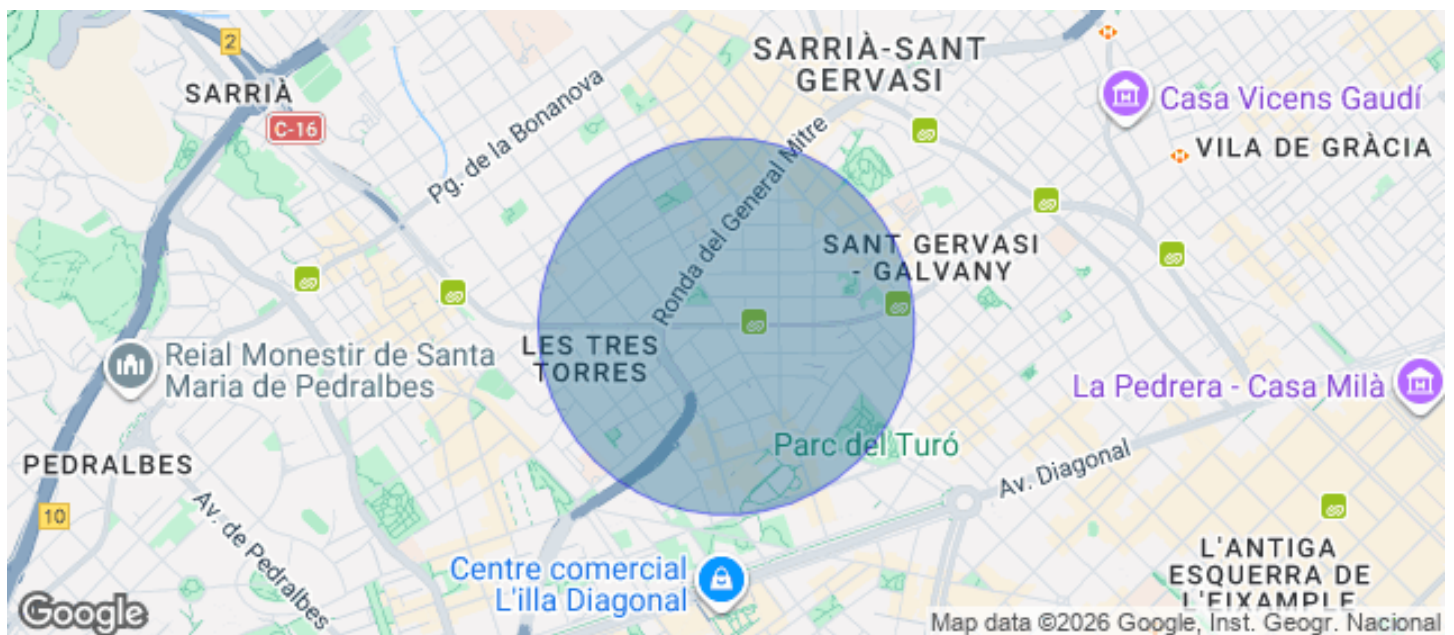 2
SARRIÀ
C-16
Pg. de la Bonanova
SARRIÀ-SANT
GERVASI
Casa Vicens Gaudí
VILA DE GRÀCIA
Ronda del General Mitre
SANT GERVASI
- GALVANY
LES TRES
TORRES
Reial Monestir de Santa
Maria de Pedralbes
La Pedrera - Casa Milà
Parc del Turó
PEDRALBES
Av. Diagonal
10
Av. de Pedralbes
Centre comercial
L'illa Diagonal
L'ANTIGA
ESQUERRA DE
L'EIXAMPLE
Google
Map data ©2026 Google, Inst. Geogr. Nacional